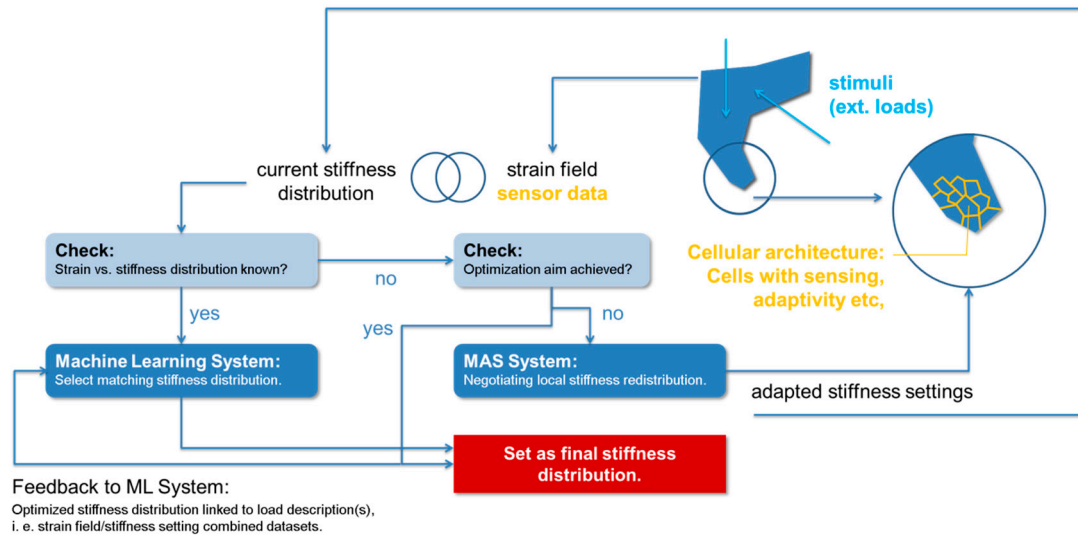 stimuli
(ext. loads)
current stiffness
distribution
strain field
sensor data
Check:
Strain vs. stiffness distribution known?
no
Check:
Optimization aim achieved?
Cellular architecture:
Cells with sensing,
adaptivity etc,
yes
yes
no
Machine Learning System:
Select matching stiffness distribution.
MAS System:
Negotiating local stiffness redistribution.
adapted stiffness settings
Set as final stiffness
distribution.
Feedback to ML System:
Optimized stiffness distribution linked to load description(s),
i. e. strain field/stiffness setting combined datasets.